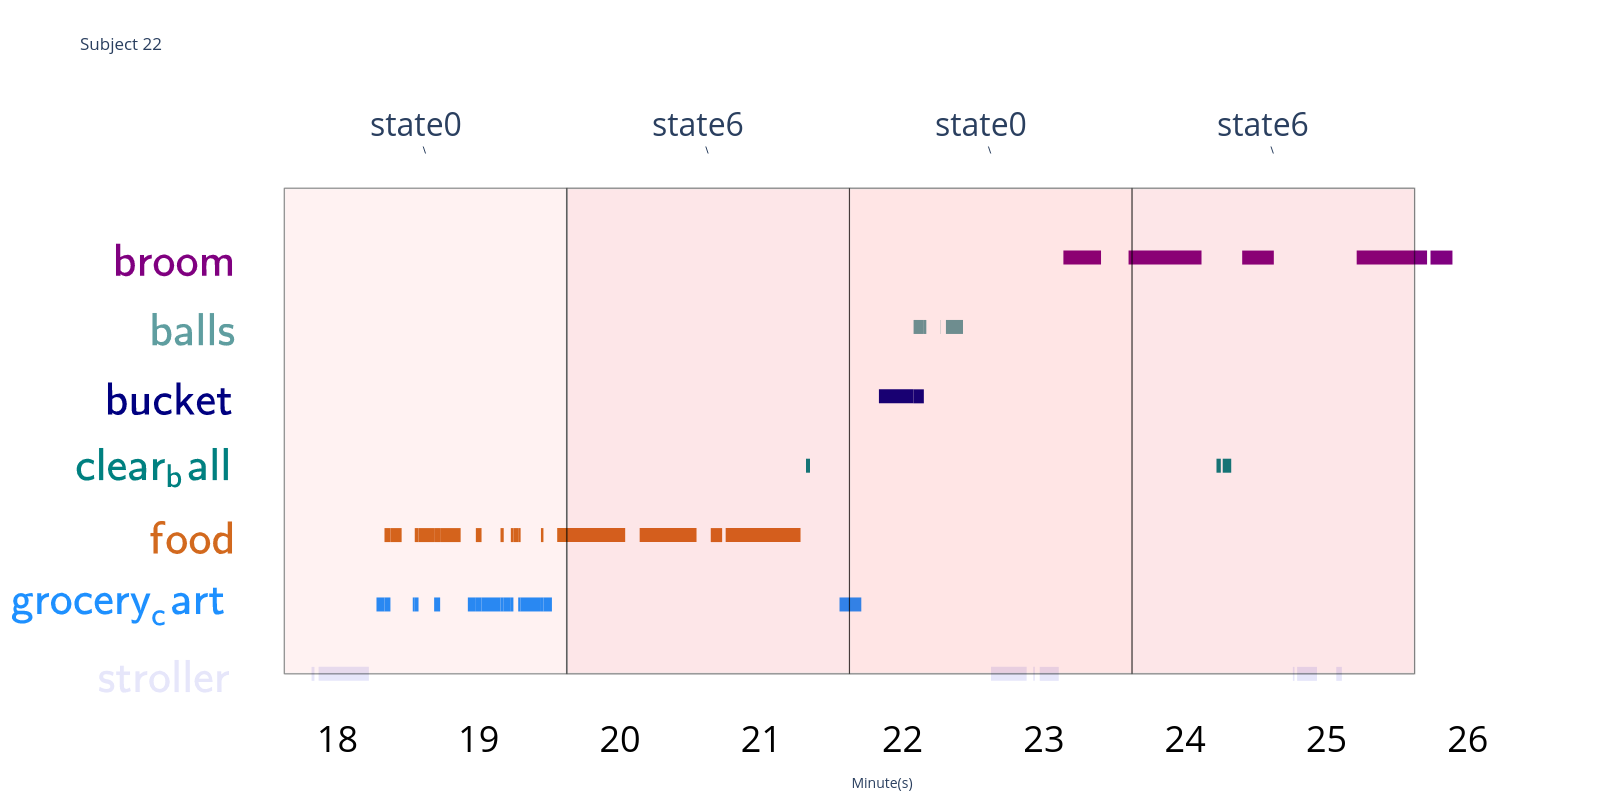 Subject 22
state0 state6 state0 state6
broom
balls
bucket
clear_ball
food
grocery_cart
stroller
18 19 20 21 22 23 24 25 26
Minute(s)